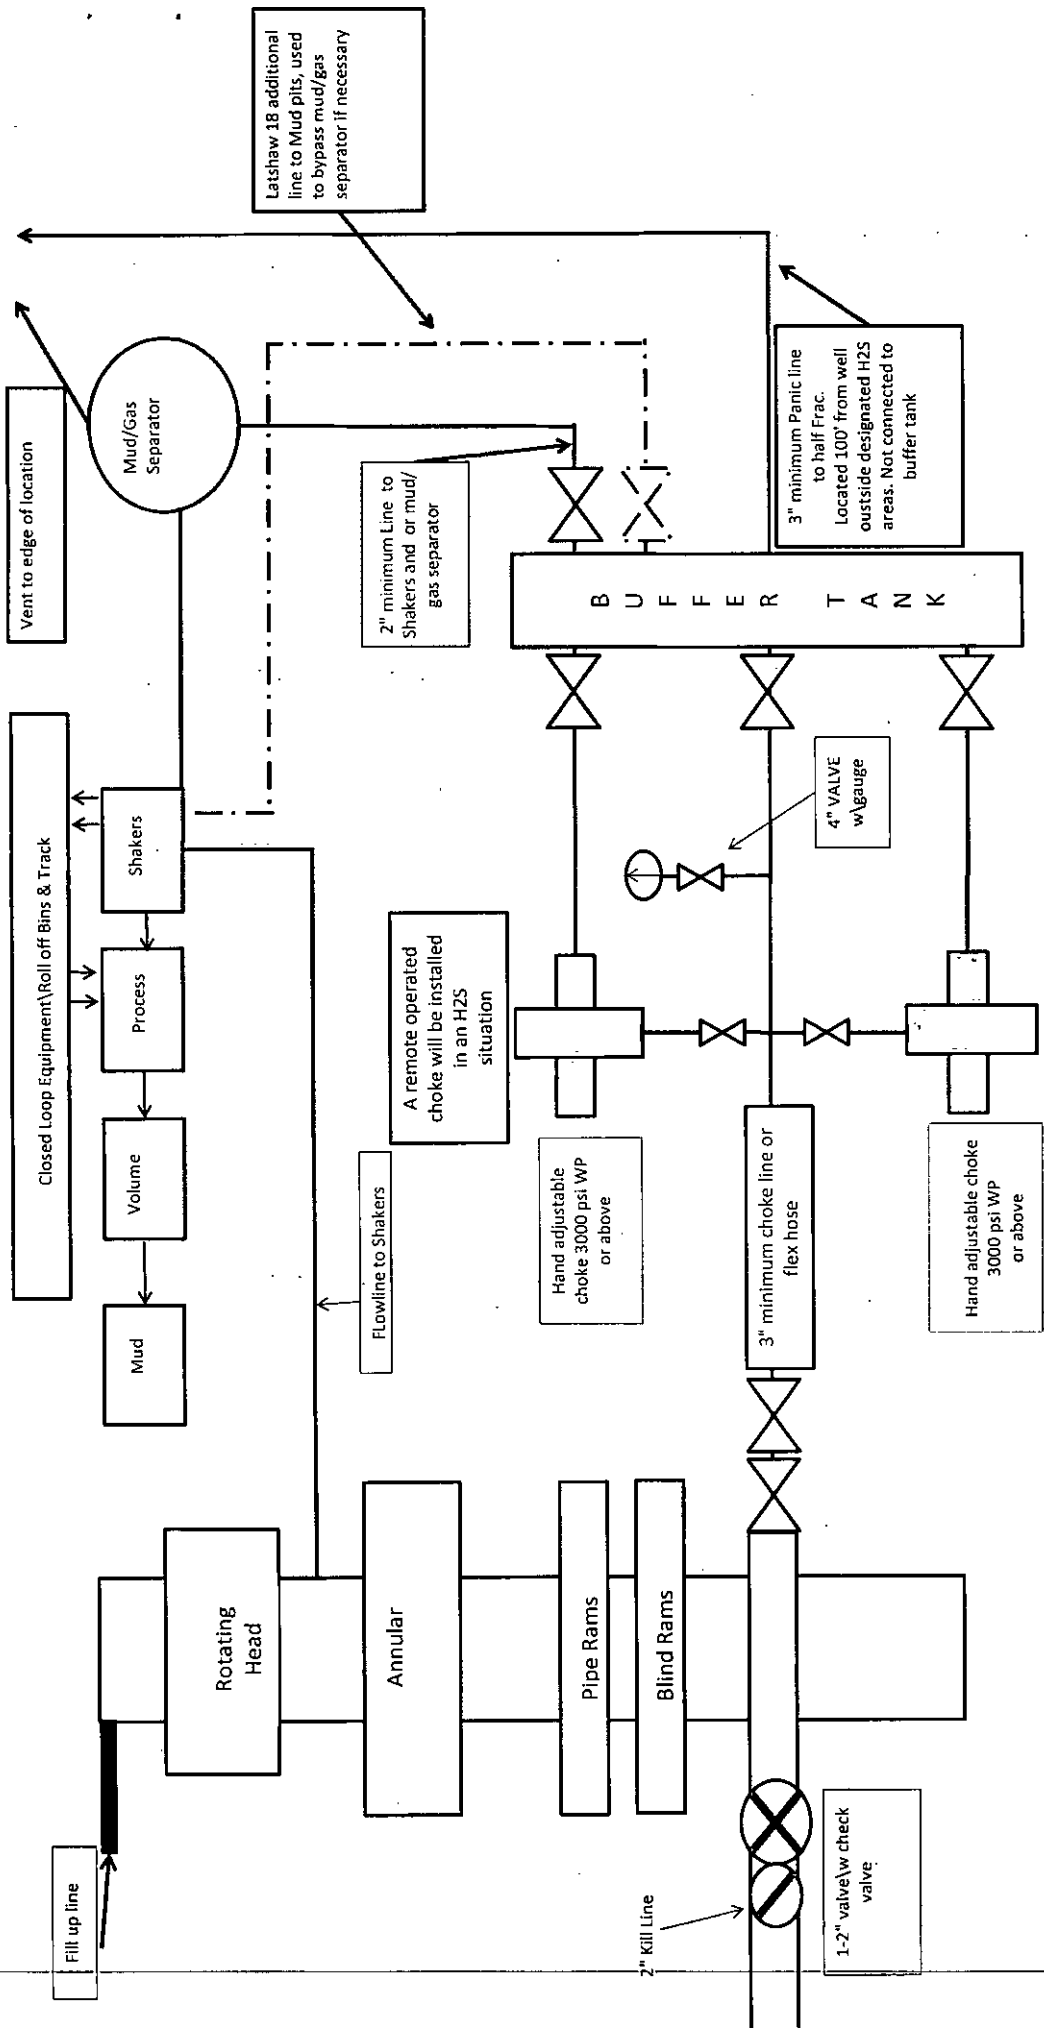 Fill up line
Rotating
Head
Annular
Pipe Rams
Blind Rams
2" Kill Line
1-2" valve\w check
valve
Closed Loop Equipment\Roll off Bins & Track
Mud
Volume
Process
Shakers
FLowline to Shakers
Vent to edge of location
Mud/Gas
Separator
Latshaw 18 additional
line to Mud pits, used
to bypass mud/gas
separator if necessary
2" minimum Line to
Shakers and or mud/
gas separator
A remote operated
choke will be installed
in an H2S
situation
Hand adjustable
choke 3000 psi WP
or above
3" minimum choke line or
flex hose
4" VALVE
w\gauge
Hand adjustable choke
3000 psi WP
or above
BUFFER TANK
3" minimum Panic line
to half Frac.
Located 100' from well
oustside designated H2S
areas. Not connected to
buffer tank